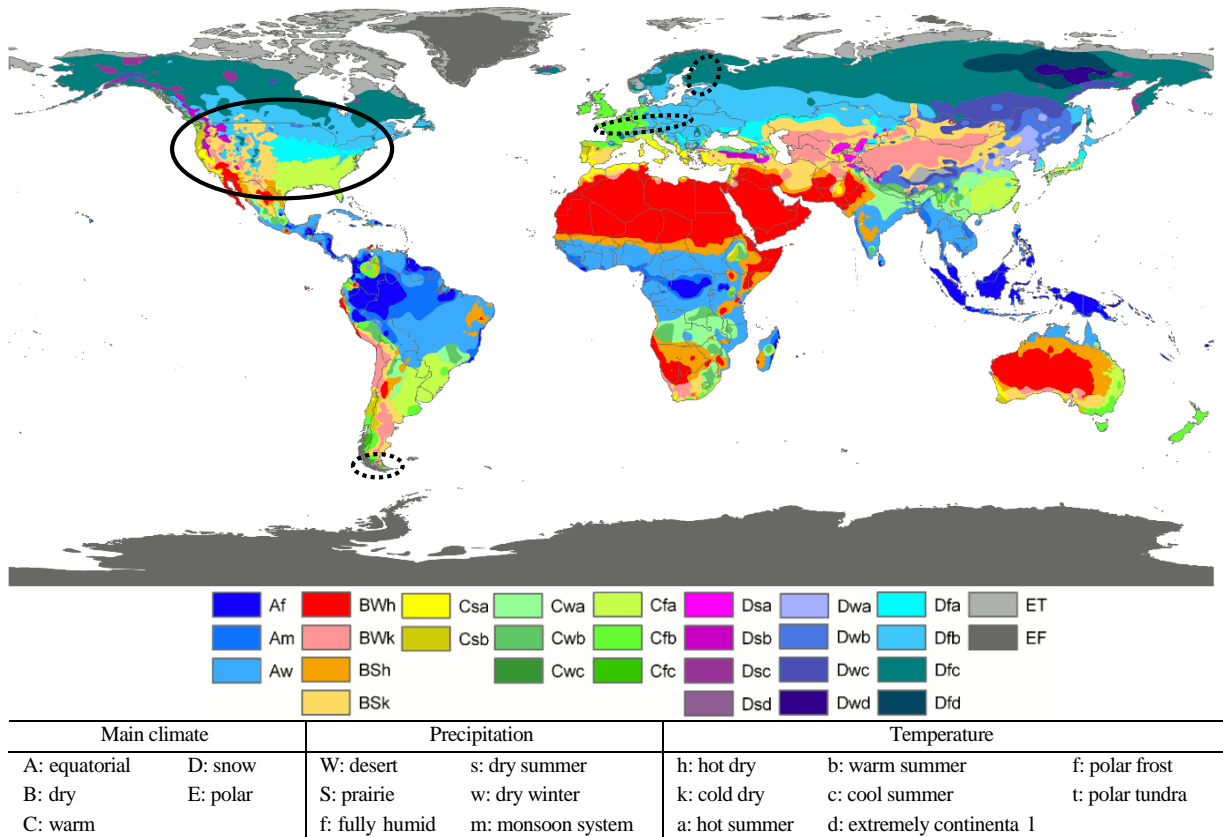 Af BWh Csa Cwa Cfa Dsa Dwa Dfa ET
Am BWk Csb Cwb Cfb Dsb Dwb Dfb EF
Aw BSh Cwc Cfc Dsc Dwc Dfc
BSk Dsd Dwd Dfd
Main climate Precipitation Temperature
A: equatorial D: snow W: desert s: dry summer h: hot dry b: warm summer f: polar frost
B: dry E: polar S: prairie w: dry winter k: cold dry c: cool summer t: polar tundra
C: warm f: fully humid m: monsoon system a: hot summer d: extremely continenta l